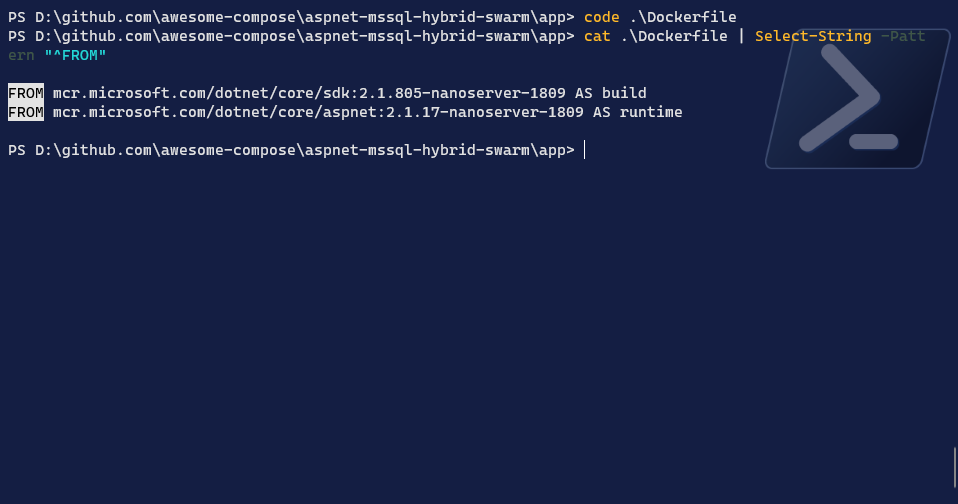 PS D:\github.com\awesome-compose\aspnet-mssql-hybrid-swarm\app> code .\Dockerfile
PS D:\github.com\awesome-compose\aspnet-mssql-hybrid-swarm\app> cat .\Dockerfile | Select-String -Patt
ern "^FROM"
FROM mcr.microsoft.com/dotnet/core/sdk:2.1.805-nanoserver-1809 AS build
FROM mcr.microsoft.com/dotnet/core/aspnet:2.1.17-nanoserver-1809 AS runtime
PS D:\github.com\awesome-compose\aspnet-mssql-hybrid-swarm\app>